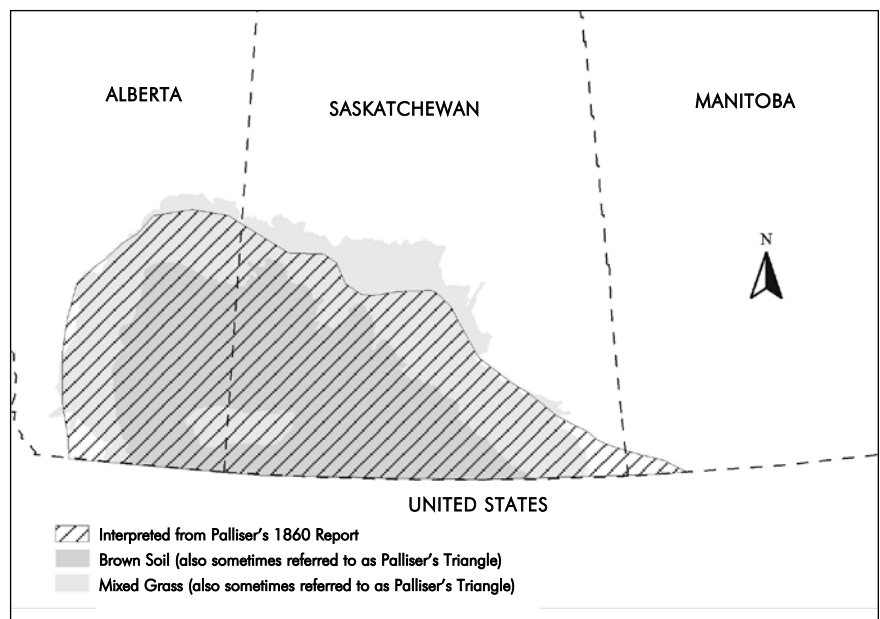 ALBERTA
SASKATCHEWAN
MANITOBA
N
UNITED STATES
Interpreted from Palliser's 1860 Report
Brown Soil (also sometimes referred to as Palliser's Triangle)
Mixed Grass (also sometimes referred to as Palliser's Triangle)